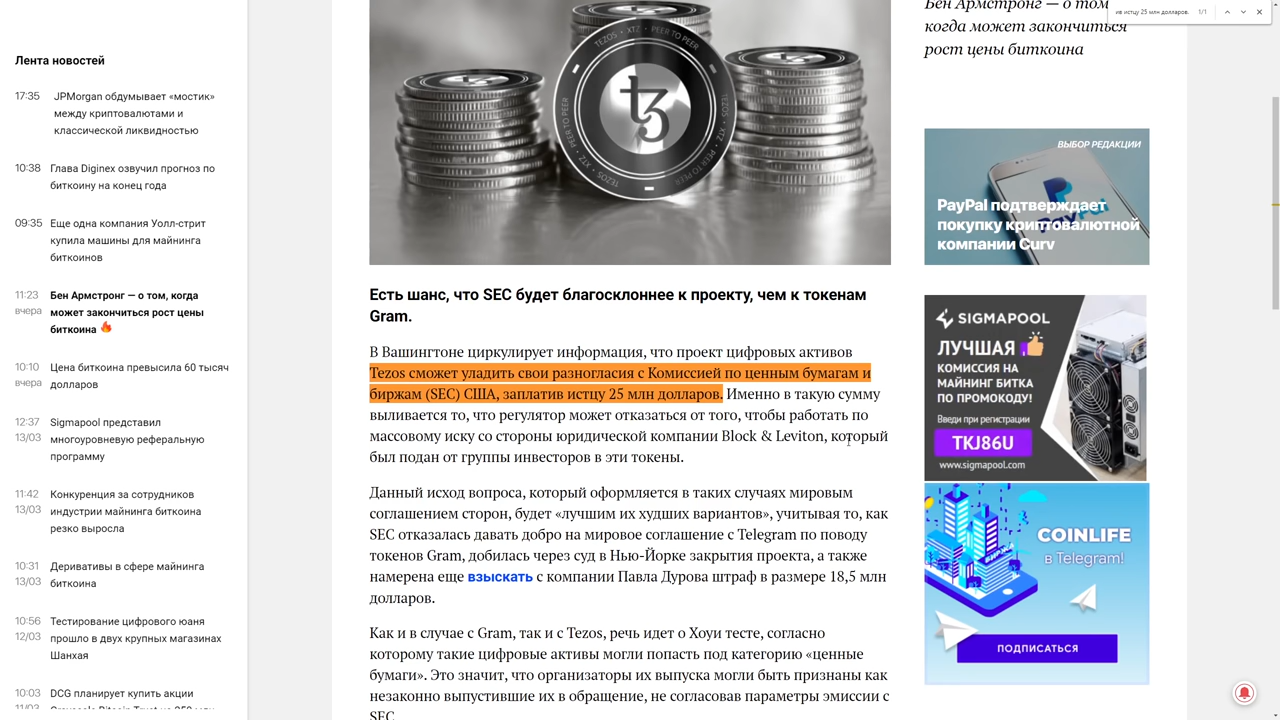 ив истцу 25 млн долларов.
1/1
Лента новостей
17:35
JPMorgan обдумывает «мостик»
между криптовалютами и
классической ликвидностью
10:38
Глава Diginex озвучил прогноз по
биткоину на конец года
09:35
Еще одна компания Уолл-стрит
купила машины для майнинга
биткоинов
11:23
вчера
Бен Армстронг — о том, когда
может закончиться рост цены
биткоина
10:10
вчера
Цена биткоина превысила 60 тысяч
долларов
12:37
13/03
Sigmapool представил
многоуровневую реферальную
программу
11:42
13/03
Конкуренция за сотрудников
индустрии майнинга биткоина
резко выросла
10:31
13/03
Деривативы в сфере майнинга
биткоина
10:56
12/03
Тестирование цифрового юаня
прошло в двух крупных магазинах
Шанхая
10:03
11/03
DCG планирует купить акции
TEZOS • XTZ • PEER TO PEER
Есть шанс, что SEC будет благосклоннее к проекту, чем к токенам
Gram.
В Вашингтоне циркулирует информация, что проект цифровых активов
Tezos сможет уладить свои разногласия с Комиссией по ценным бумагам и
биржам (SEC) США, заплатив истцу 25 млн долларов. Именно в такую сумму
выливается то, что регулятор может отказаться от того, чтобы работать по
массовому иску со стороны юридической компании Block & Leviton, который
был подан от группы инвесторов в эти токены.
Данный исход вопроса, который оформляется в таких случаях мировым
соглашением сторон, будет «лучшим их худших вариантов», учитывая то, как
SEC отказалась давать добро на мировое соглашение с Telegram по поводу
токенов Gram, добилась через суд в Нью-Йорке закрытия проекта, а также
намерена еще взыскать с компании Павла Дурова штраф в размере 18,5 млн
долларов.
Как и в случае с Gram, так и с Tezos, речь идет о Хоуи тесте, согласно
которому такие цифровые активы могли попасть под категорию «ценные
бумаги». Это значит, что организаторы их выпуска могли быть признаны как
незаконно выпустившие их в обращение, не согласовав параметры эмиссии с
SEC.
Бен Армстронг — о том,
когда может закончиться
рост цены биткоина
ВЫБОР РЕДАКЦИИ
PayPal подтверждает
покупку криптовалютной
компании Curv
SIGMAPOOL
ЛУЧШАЯ
КОМИССИЯ НА
МАЙНИНГ БИТКА
ПО ПРОМОКОДУ!
Введи при регистрации
TKJ86U
www.sigmapool.com
COINLIFE
в Telegram!
ПОДПИСАТЬСЯ